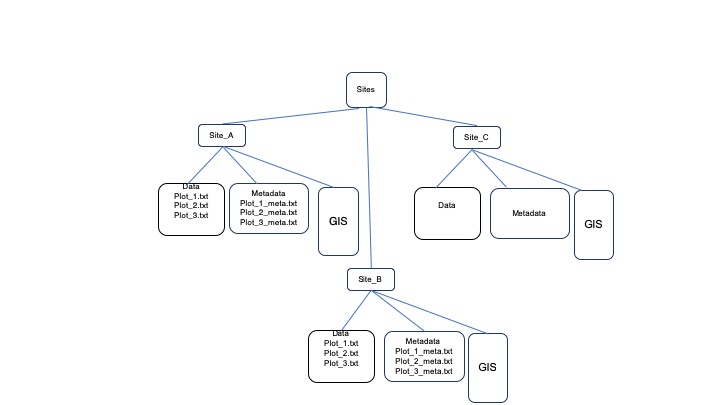 Sites
Site_A
Site_C
Data
Plot_1.txt
Plot_2.txt
Plot_3.txt
Metadata
Plot_1_meta.txt
Plot_2_meta.txt
Plot_3_meta.txt
GIS
Data
Metadata
GIS
Site_B
Data
Plot_1.txt
Plot_2.txt
Plot_3.txt
Metadata
Plot_1_meta.txt
Plot_2_meta.txt
Plot_3_meta.txt
GIS